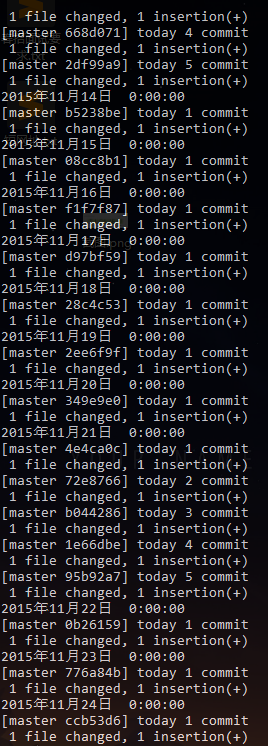 1 file changed, 1 insertion(+)
[master 668d071] today 4 commit
1 file changed, 1 insertion(+)
[master 2df99a9] today 5 commit
1 file changed, 1 insertion(+)
2015年11月14日 0:00:00
[master b5238be] today 1 commit
1 file changed, 1 insertion(+)
2015年11月15日 0:00:00
[master 08cc8b1] today 1 commit
1 file changed, 1 insertion(+)
2015年11月16日 0:00:00
[master f1f7f87] today 1 commit
1 file changed, 1 insertion(+)
2015年11月17日 0:00:00
[master d97bf59] today 1 commit
1 file changed, 1 insertion(+)
2015年11月18日 0:00:00
[master 28c4c53] today 1 commit
1 file changed, 1 insertion(+)
2015年11月19日 0:00:00
[master 2ee6f9f] today 1 commit
1 file changed, 1 insertion(+)
2015年11月20日 0:00:00
[master 349e9e0] today 1 commit
1 file changed, 1 insertion(+)
2015年11月21日 0:00:00
[master 4e4ca0c] today 1 commit
1 file changed, 1 insertion(+)
[master 72e8766] today 2 commit
1 file changed, 1 insertion(+)
[master b044286] today 3 commit
1 file changed, 1 insertion(+)
[master 1e66dbe] today 4 commit
1 file changed, 1 insertion(+)
[master 95b92a7] today 5 commit
1 file changed, 1 insertion(+)
2015年11月22日 0:00:00
[master 0b26159] today 1 commit
1 file changed, 1 insertion(+)
2015年11月23日 0:00:00
[master 776a84b] today 1 commit
1 file changed, 1 insertion(+)
2015年11月24日 0:00:00
[master ccb53d6] today 1 commit
1 file changed, 1 insertion(+)